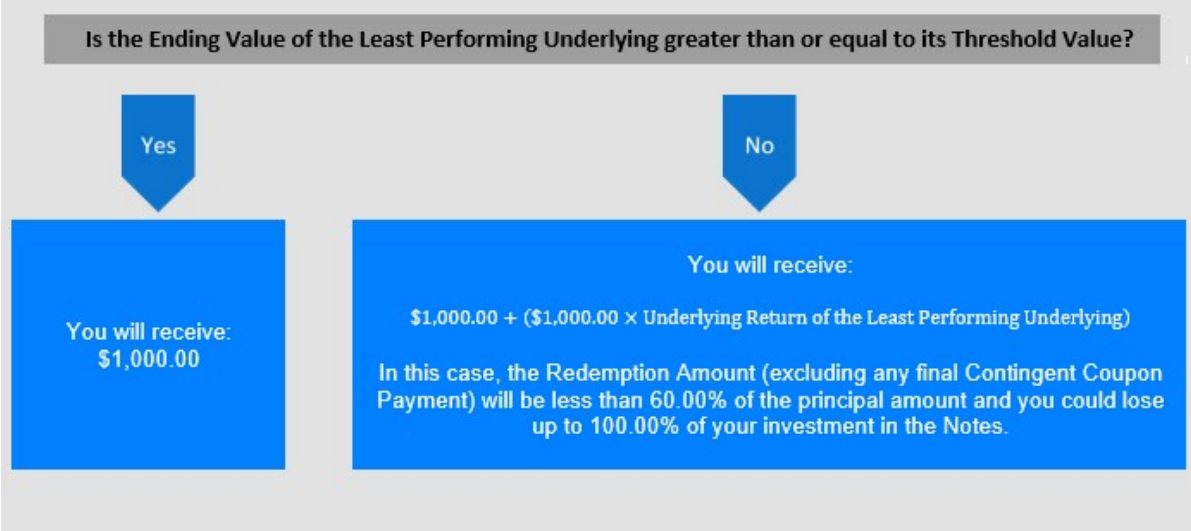 Is the Ending Value of the Least Performing Underlying greater than or equal to its Threshold Value?
Yes
No
You will receive:
$1,000.00
You will receive:
$1,000.00 + ($1,000.00 × Underlying Return of the Least Performing Underlying)
In this case, the Redemption Amount (excluding any final Contingent Coupon
Payment) will be less than 60.00% of the principal amount and you could lose
up to 100.00% of your investment in the Notes.